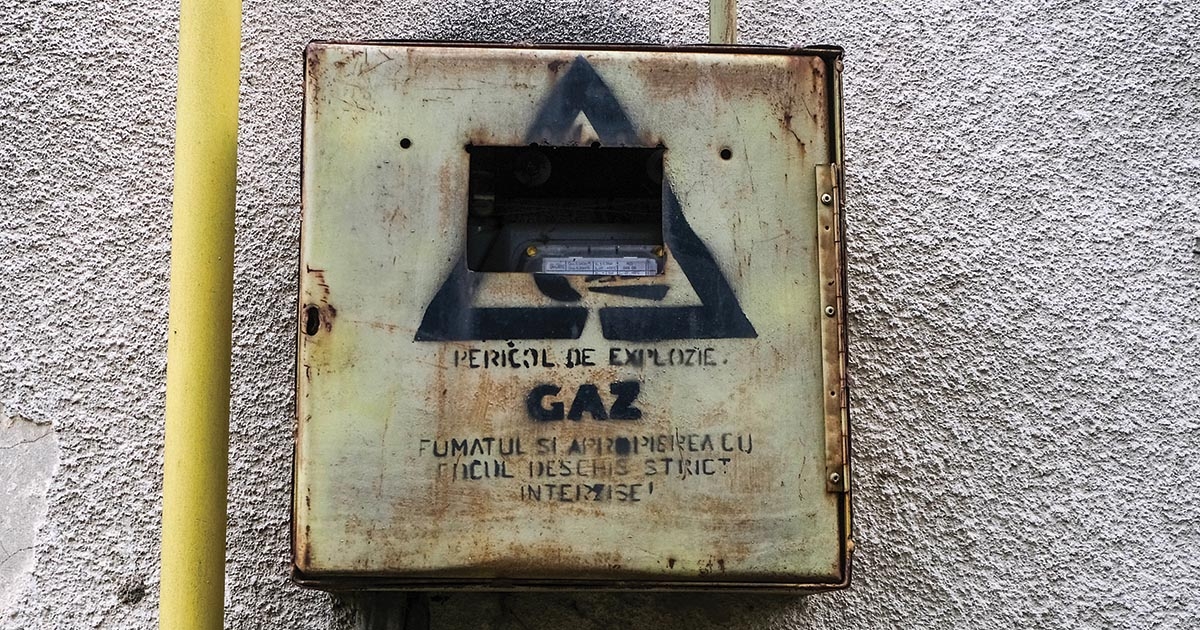 PERICOL DE EXPLOZIE.
GAZ
FUMATUL SI APROPIEREA CU
FOCUL DESCHIS STRICT
INTERZISE!